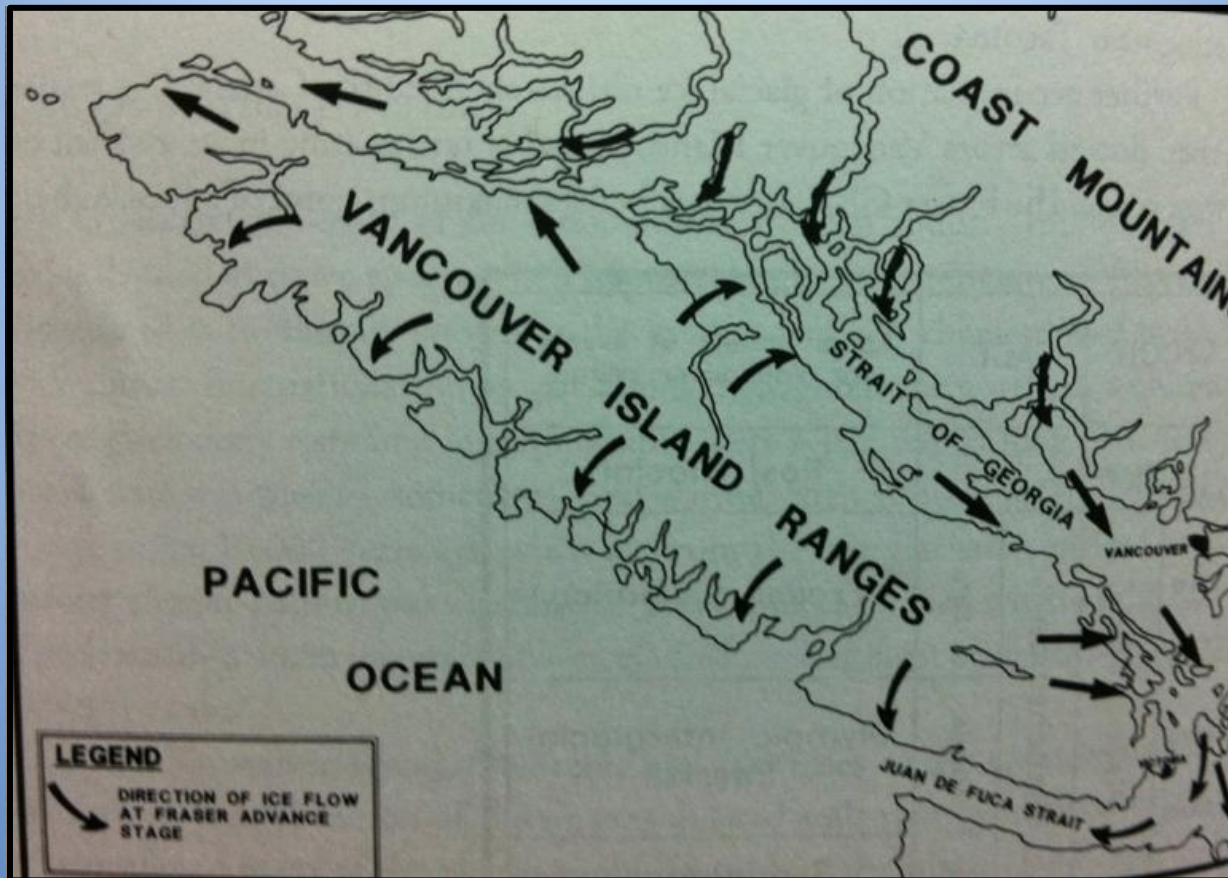 COAST
MOUNTAIN
VANCOUVER ISLAND RANGES
STRAIT OF GEORGIA
VANCOUVER
PACIFIC
OCEAN
JUAN DE FUCA STRAIT
LEGEND
DIRECTION OF ICE FLOW
AT FRASER ADVANCE
STAGE